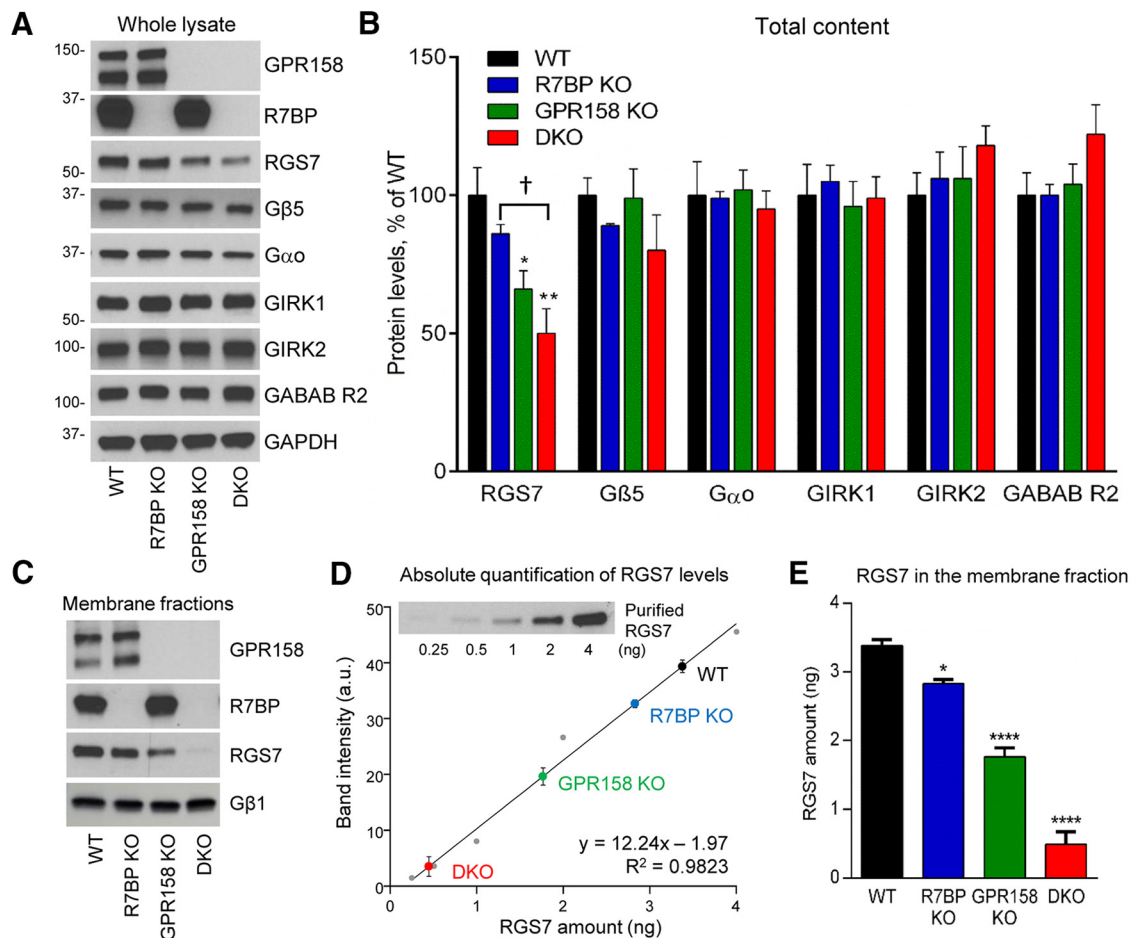 A
Whole lysate
150-
GPR158
37-
R7BP
RGS7
50-
37-
Gβ5
37-
Gαo
GIRK1
50-
100-
GIRK2
GABAB R2
100-
37-
GAPDH
WT
R7BP KO
GPR158 KO
DKO
B
Total content
WT
R7BP KO
GPR158 KO
DKO
Protein levels, % of WT
150
100
50
0
†
*
**
RGS7 Gß5 Gαo GIRK1 GIRK2 GABAB R2
C
Membrane fractions
GPR158
R7BP
RGS7
Gβ1
WT
R7BP KO
GPR158 KO
DKO
D
Absolute quantification of RGS7 levels
Band intensity (a.u.)
50
40
30
20
10
0
Purified
RGS7
0.25 0.5 1 2 4 (ng)
WT
R7BP KO
GPR158 KO
DKO
y = 12.24x – 1.97
R² = 0.9823
0 1 2 3 4
RGS7 amount (ng)
E
RGS7 in the membrane fraction
RGS7 amount (ng)
4
3
2
1
0
*
****
****
WT R7BP GPR158 DKO
KO KO